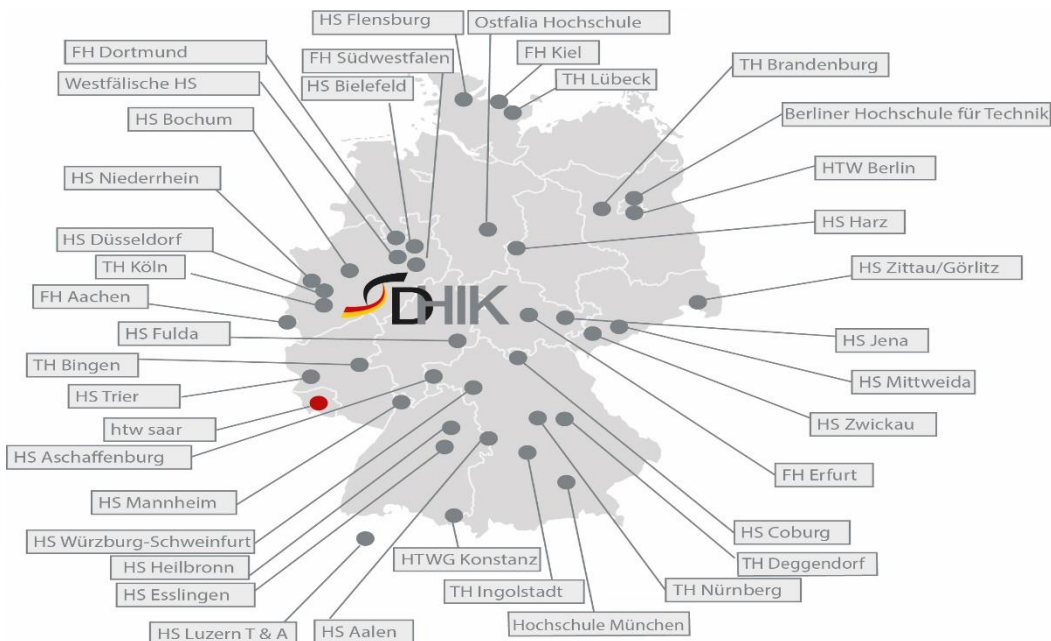 HS Flensburg
Ostfalia Hochschule
FH Dortmund
FH Südwestfalen
FH Kiel
TH Brandenburg
Westfälische HS
HS Bielefeld
TH Lübeck
HS Bochum
Berliner Hochschule für Technik
HS Niederrhein
HTW Berlin
HS Düsseldorf
HS Harz
TH Köln
HS Zittau/Görlitz
FH Aachen
DHIK
HS Fulda
HS Jena
TH Bingen
HS Mittweida
HS Trier
htw saar
HS Zwickau
HS Aschaffenburg
FH Erfurt
HS Mannheim
HS Coburg
HS Würzburg-Schweinfurt
HTWG Konstanz
TH Deggendorf
HS Heilbronn
TH Ingolstadt
TH Nürnberg
HS Esslingen
HS Luzern T & A
HS Aalen
Hochschule München